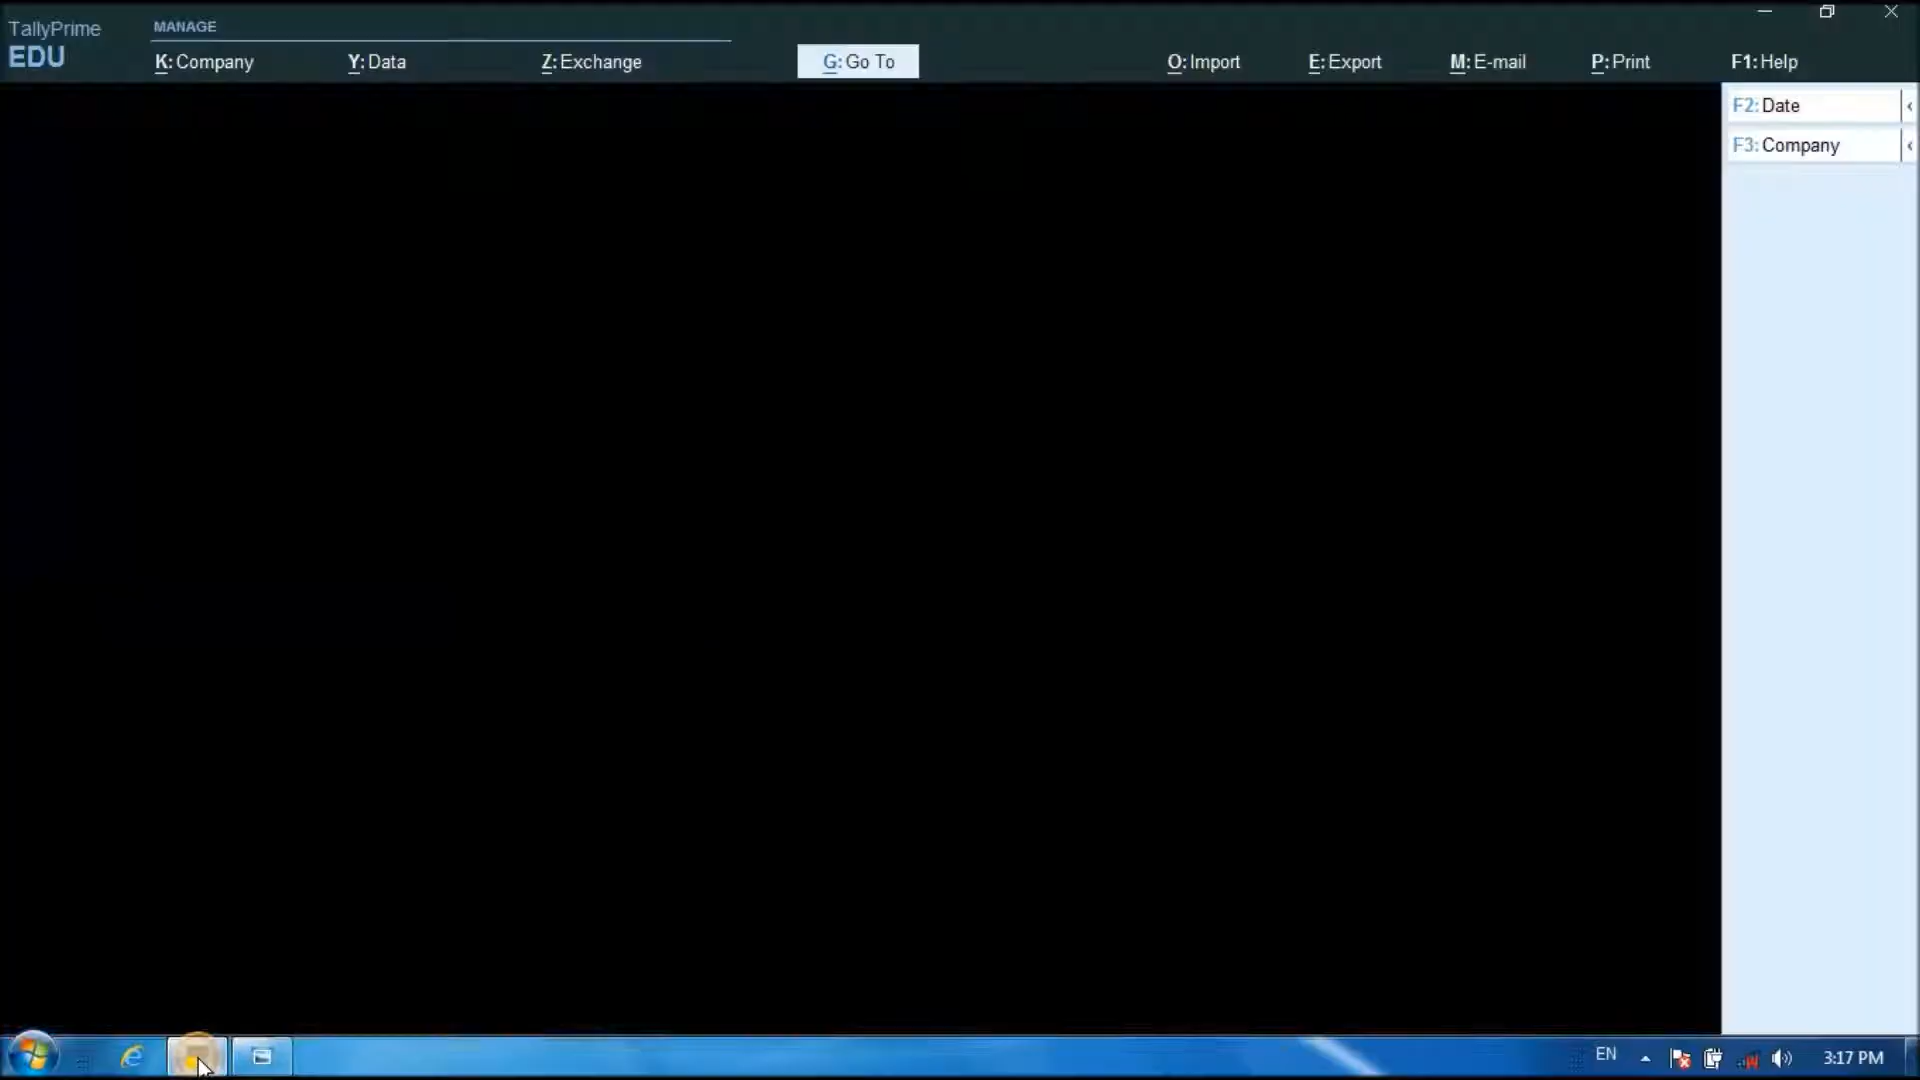 TallyPrime
EDU
MANAGE
K: Company Y: Data Z: Exchange G: Go To O: Import E: Export M: E-mail P: Print F1: Help
F2: Date
F3: Company
EN 3:17 PM